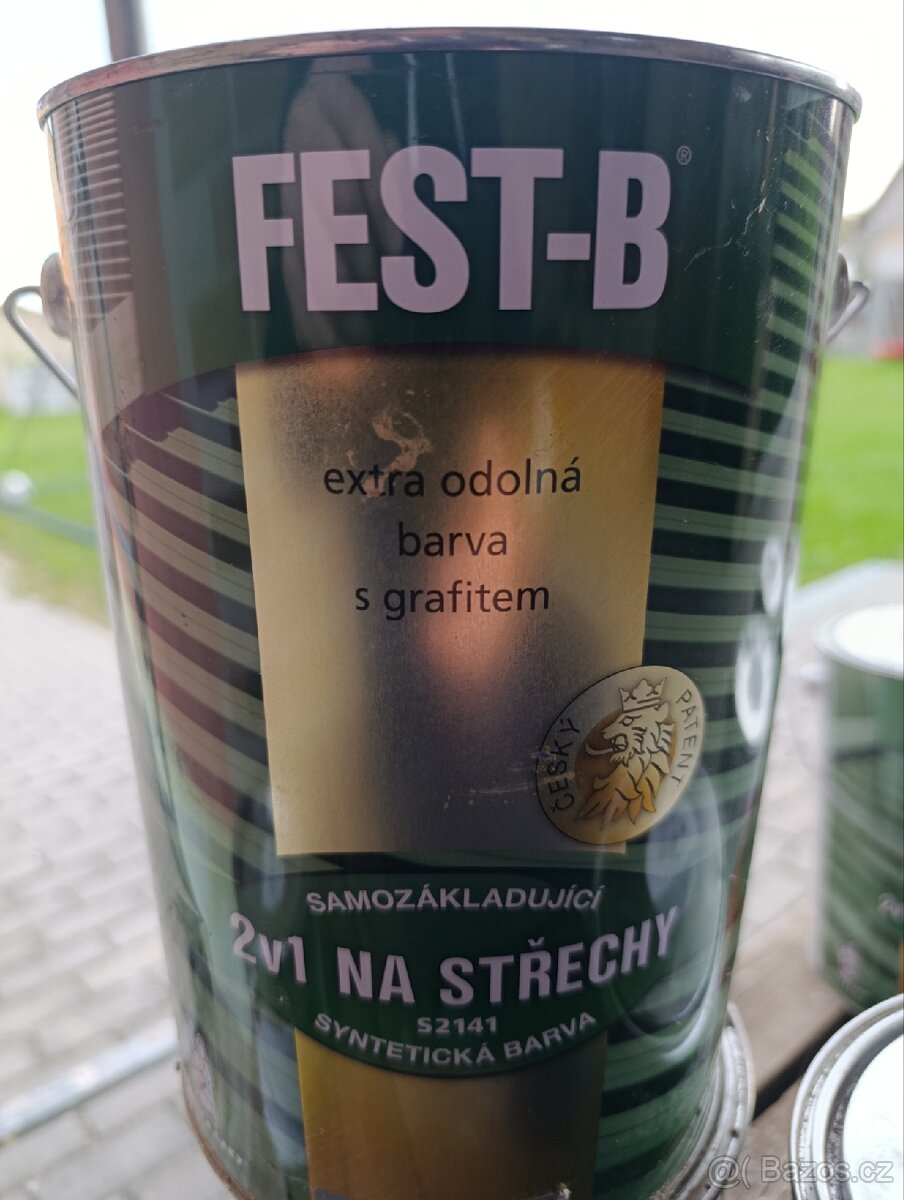 FEST-B®
extra odolná
barva
s grafitem
ČESKÝ PATENT
SAMOZÁKLADUJÍCÍ
2v1 NA STŘECHY
S2141
SYNTETICKÁ BARVA
@( Bazos.cz